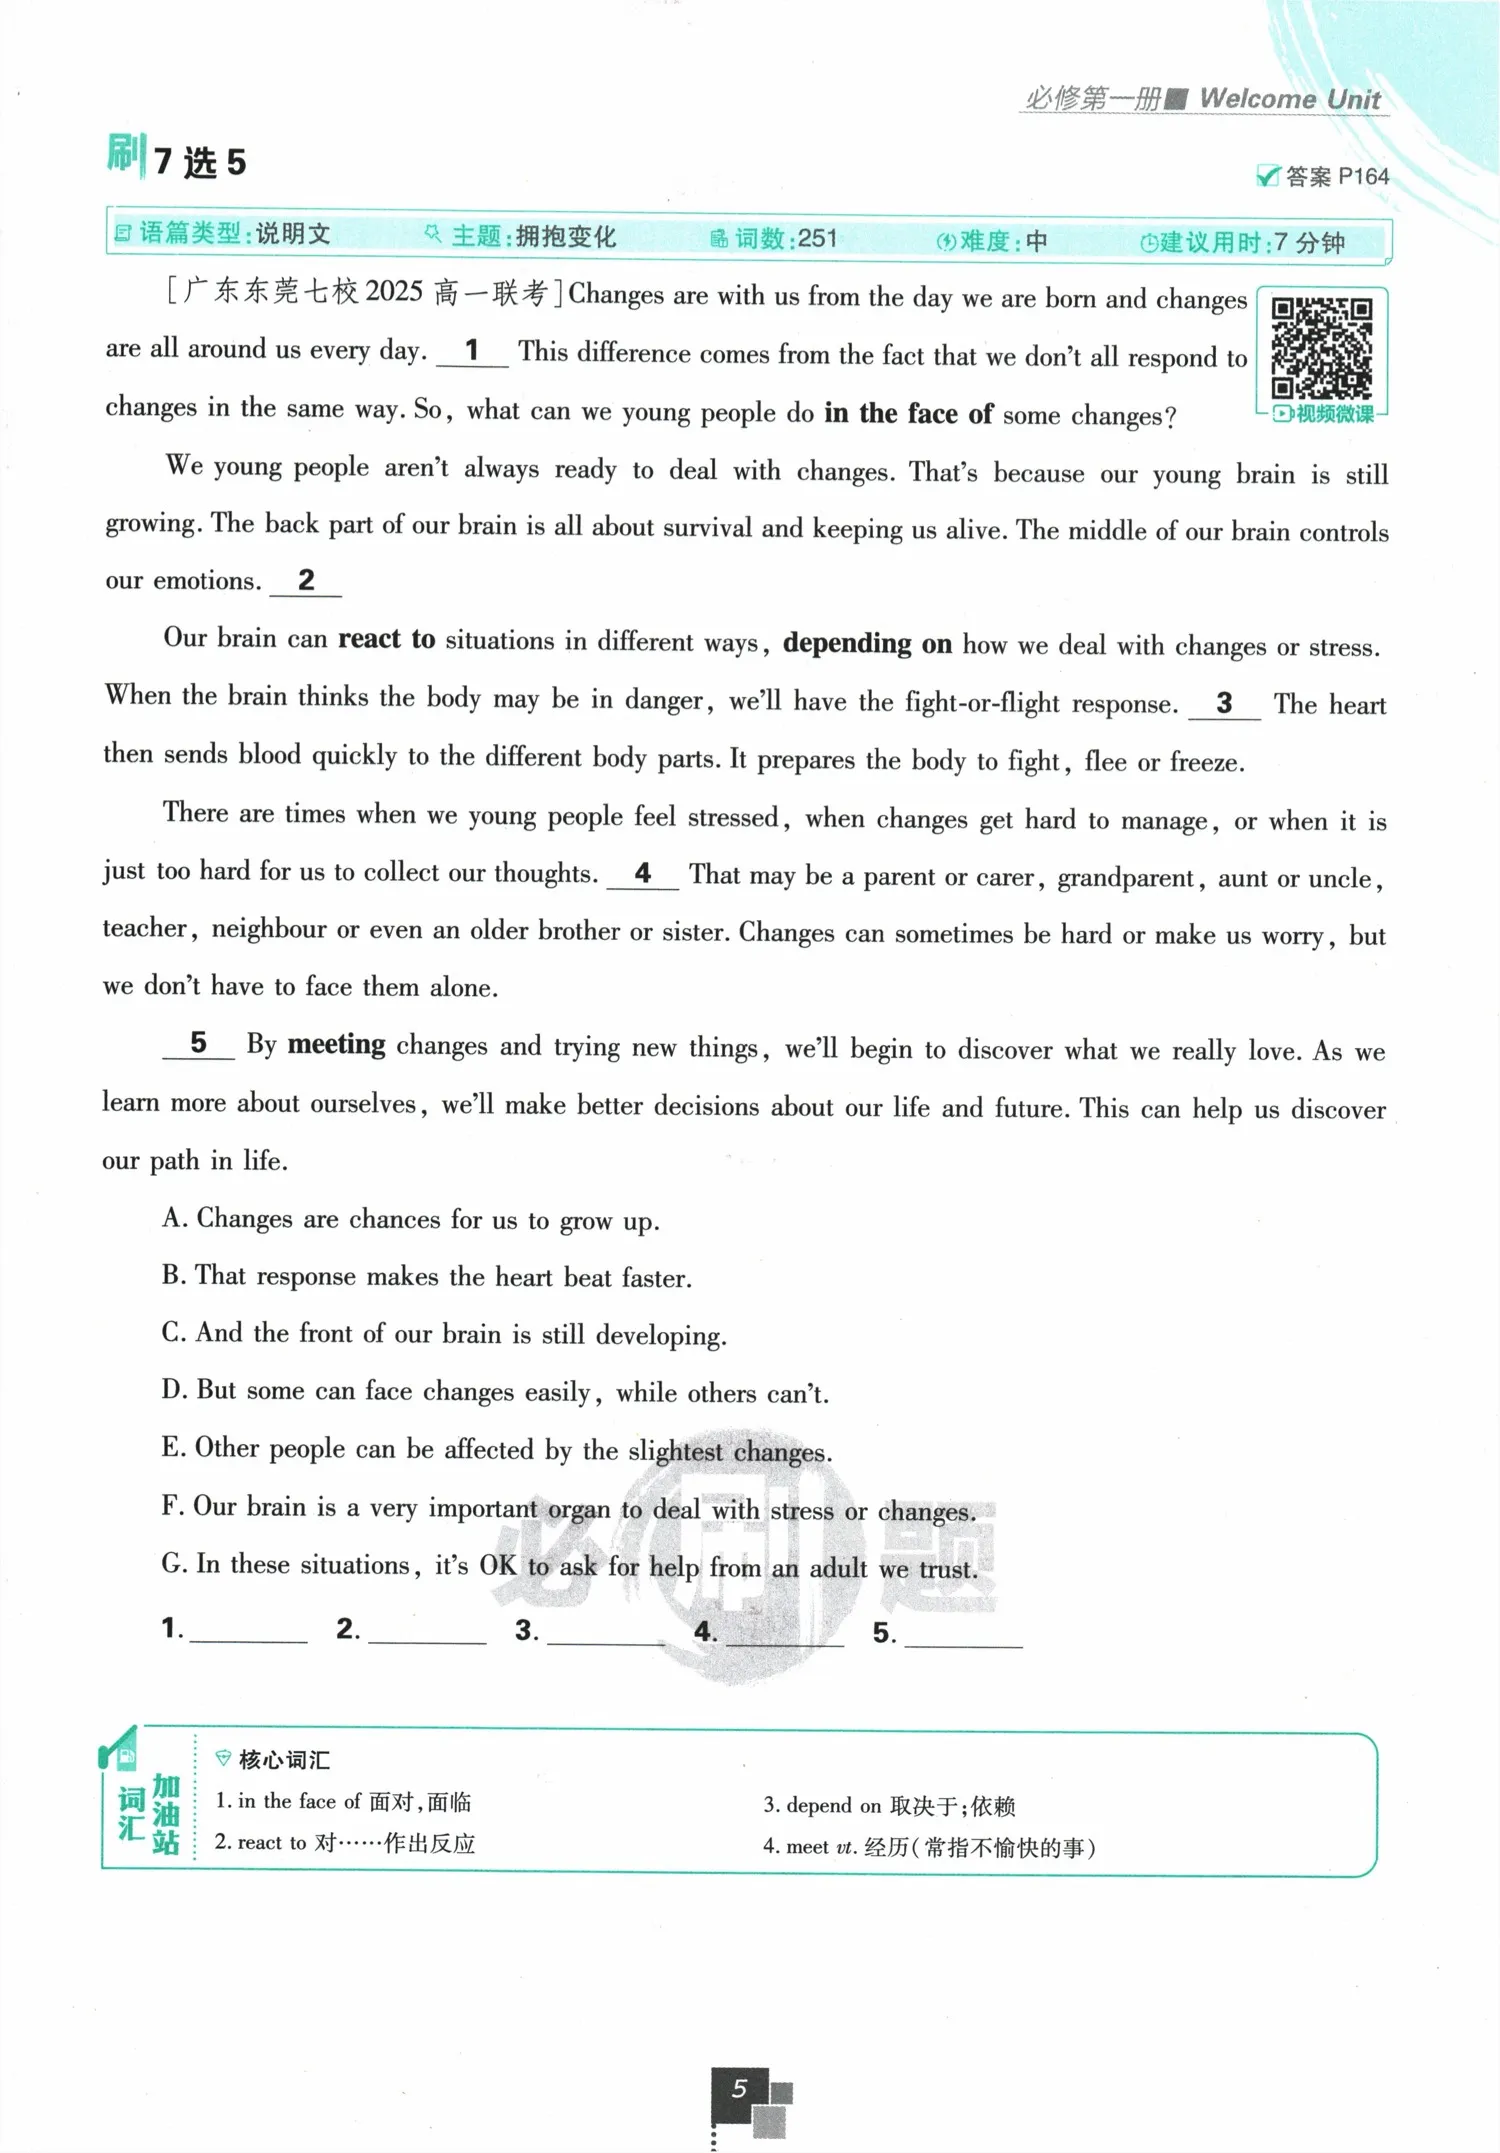 必修第一册 Welcome Unit
刷 7 选 5
答案 P164
语篇类型:说明文 主题:拥抱变化 词数:251 难度:中 建议用时:7 分钟
[广东东莞七校 2025 高一联考]Changes are with us from the day we are born and changes
are all around us every day. 1 This difference comes from the fact that we don't all respond to
changes in the same way. So, what can we young people do in the face of some changes?
视频微课
We young people aren't always ready to deal with changes. That's because our young brain is still
growing. The back part of our brain is all about survival and keeping us alive. The middle of our brain controls
our emotions. 2
Our brain can react to situations in different ways, depending on how we deal with changes or stress.
When the brain thinks the body may be in danger, we'll have the fight-or-flight response. 3 The heart
then sends blood quickly to the different body parts. It prepares the body to fight, flee or freeze.
There are times when we young people feel stressed, when changes get hard to manage, or when it is
just too hard for us to collect our thoughts. 4 That may be a parent or carer, grandparent, aunt or uncle,
teacher, neighbour or even an older brother or sister. Changes can sometimes be hard or make us worry, but
we don't have to face them alone.
5 By meeting changes and trying new things, we'll begin to discover what we really love. As we
learn more about ourselves, we'll make better decisions about our life and future. This can help us discover
our path in life.
A. Changes are chances for us to grow up.
B. That response makes the heart beat faster.
C. And the front of our brain is still developing.
D. But some can face changes easily, while others can't.
E. Other people can be affected by the slightest changes.
F. Our brain is a very important organ to deal with stress or changes.
G. In these situations, it's OK to ask for help from an adult we trust.
必刷题
1. 2. 3. 4. 5.
词汇加油站
核心词汇
1. in the face of 面对,面临 3. depend on 取决于;依赖
2. react to 对……作出反应 4. meet vt. 经历(常指不愉快的事)
5